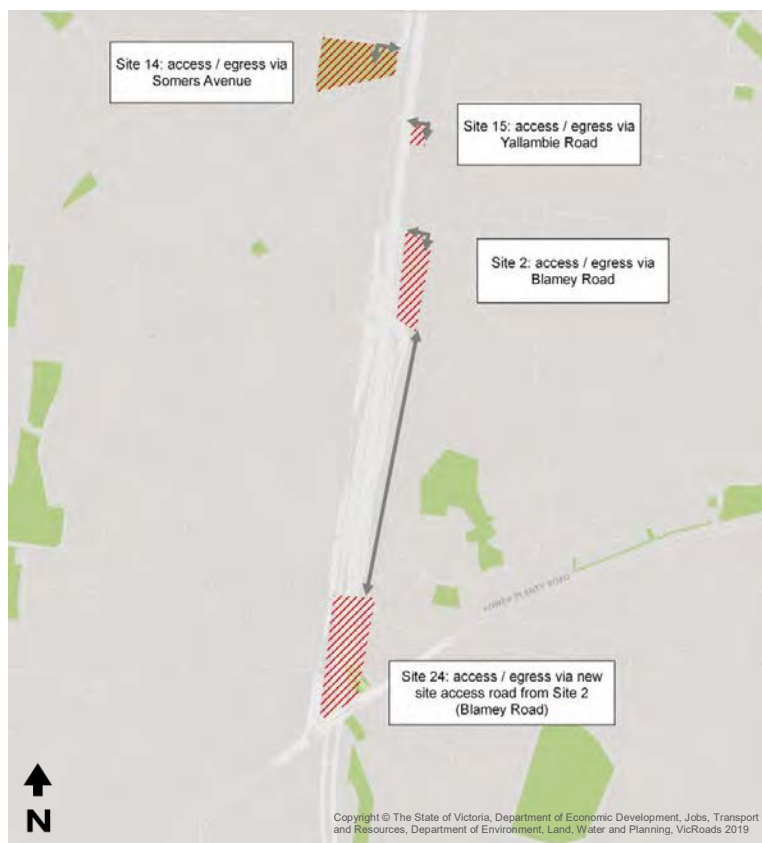 Site 14: access / egress via
Somers Avenue
Site 15: access / egress via
Yallambie Road
Site 2: access / egress via
Blamey Road
LOWER PLENTY ROAD
Site 24: access / egress via new
site access road from Site 2
(Blamey Road)
N
Copyright © The State of Victoria, Department of Economic Development, Jobs, Transport
and Resources, Department of Environment, Land, Water and Planning, VicRoads 2019